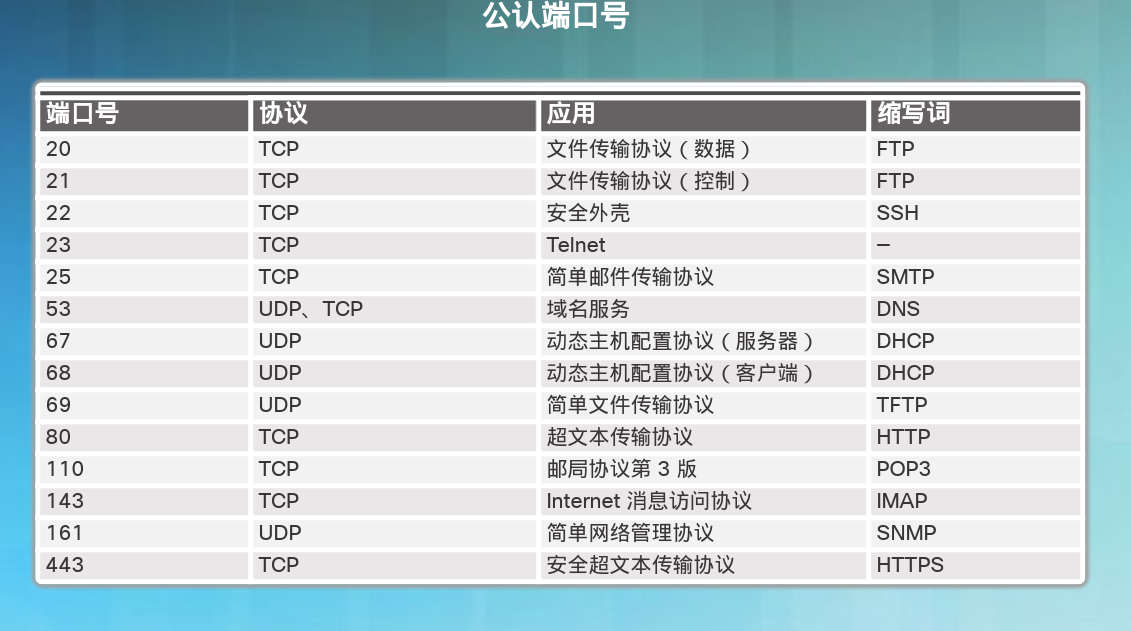 公认端口号
端口号 协议 应用 缩写词
20 TCP 文件传输协议（数据） FTP
21 TCP 文件传输协议（控制） FTP
22 TCP 安全外壳 SSH
23 TCP Telnet —
25 TCP 简单邮件传输协议 SMTP
53 UDP、TCP 域名服务 DNS
67 UDP 动态主机配置协议（服务器） DHCP
68 UDP 动态主机配置协议（客户端） DHCP
69 UDP 简单文件传输协议 TFTP
80 TCP 超文本传输协议 HTTP
110 TCP 邮局协议第 3 版 POP3
143 TCP Internet 消息访问协议 IMAP
161 UDP 简单网络管理协议 SNMP
443 TCP 安全超文本传输协议 HTTPS